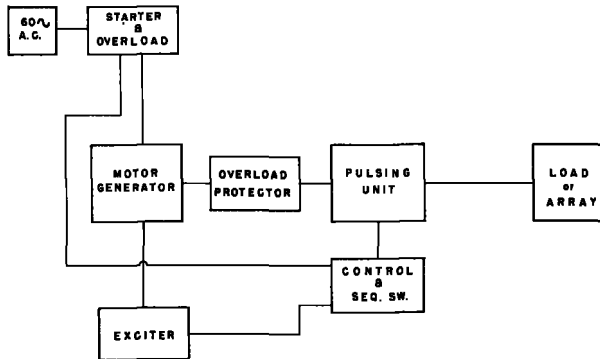 60~
A.C.
STARTER
&
OVERLOAD
MOTOR
GENERATOR
OVERLOAD
PROTECTOR
PULSING
UNIT
LOAD
or
ARRAY
CONTROL
&
SEQ. SW.
EXCITER